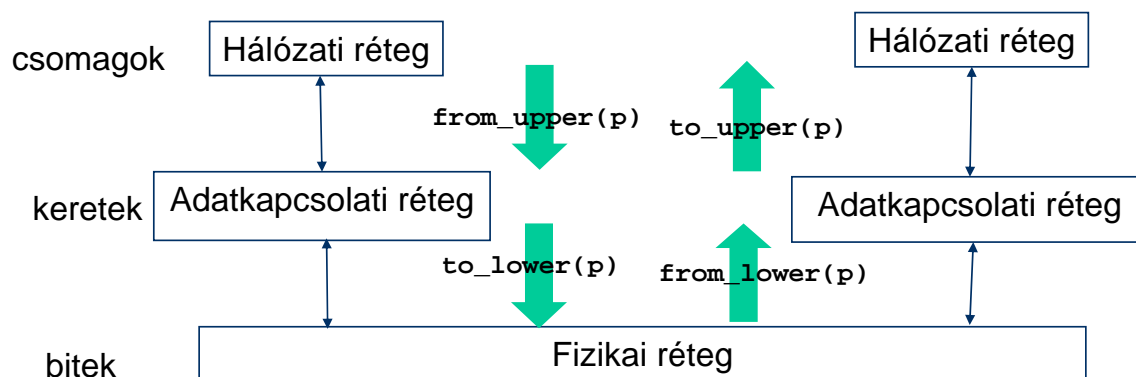 csomagok
Hálózati réteg
Hálózati réteg
from_upper(p)
to_upper(p)
keretek
Adatkapcsolati réteg
Adatkapcsolati réteg
to_lower(p)
from_lower(p)
bitek
Fizikai réteg